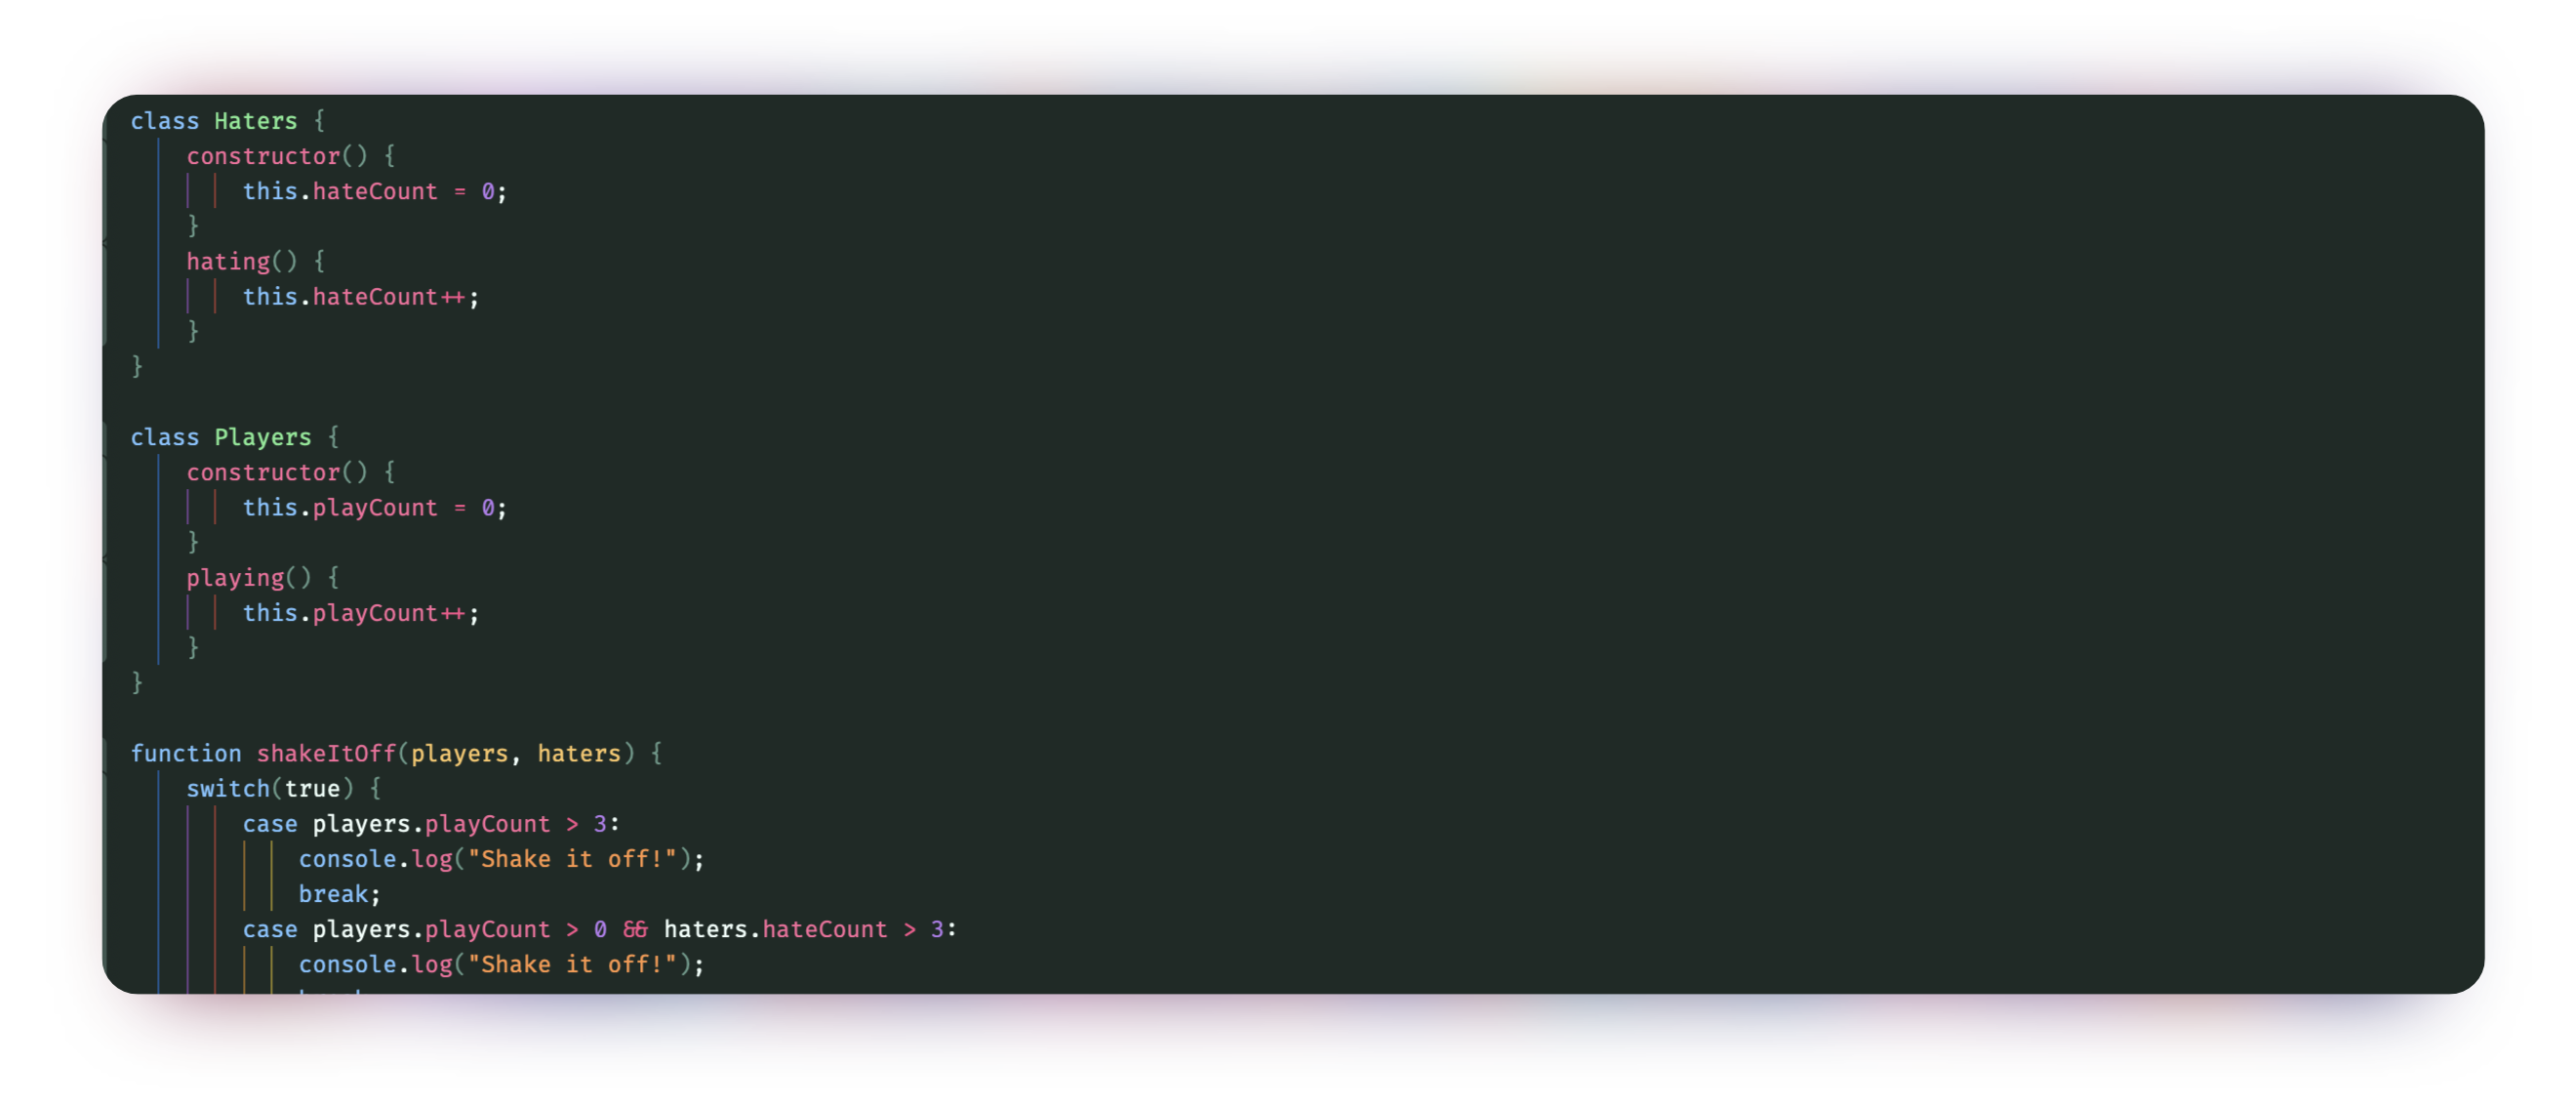 class Haters {
    constructor() {
        this.hateCount = 0;
    }
    hating() {
        this.hateCount++;
    }
}

class Players {
    constructor() {
        this.playCount = 0;
    }
    playing() {
        this.playCount++;
    }
}

function shakeItOff(players, haters) {
    switch(true) {
        case players.playCount > 3:
            console.log("Shake it off!");
            break;
        case players.playCount > 0 && haters.hateCount > 3:
            console.log("Shake it off!");